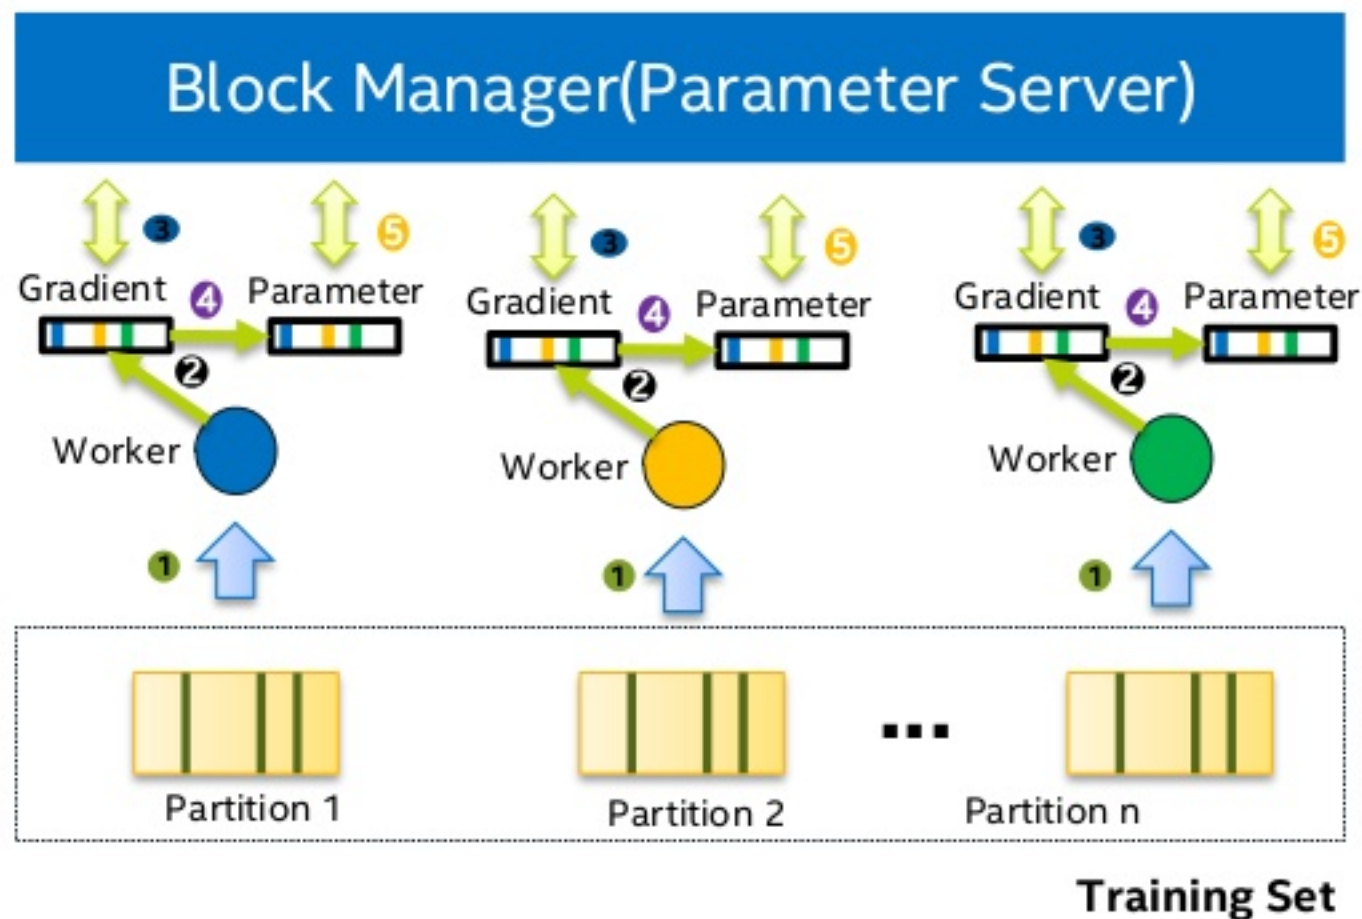 Block Manager(Parameter Server)
3
5
3
5
3
5
Gradient
4
Parameter
Gradient
4
Parameter
Gradient
4
Parameter
2
2
2
Worker
Worker
Worker
1
1
1
...
Partition 1
Partition 2
Partition n
Training Set